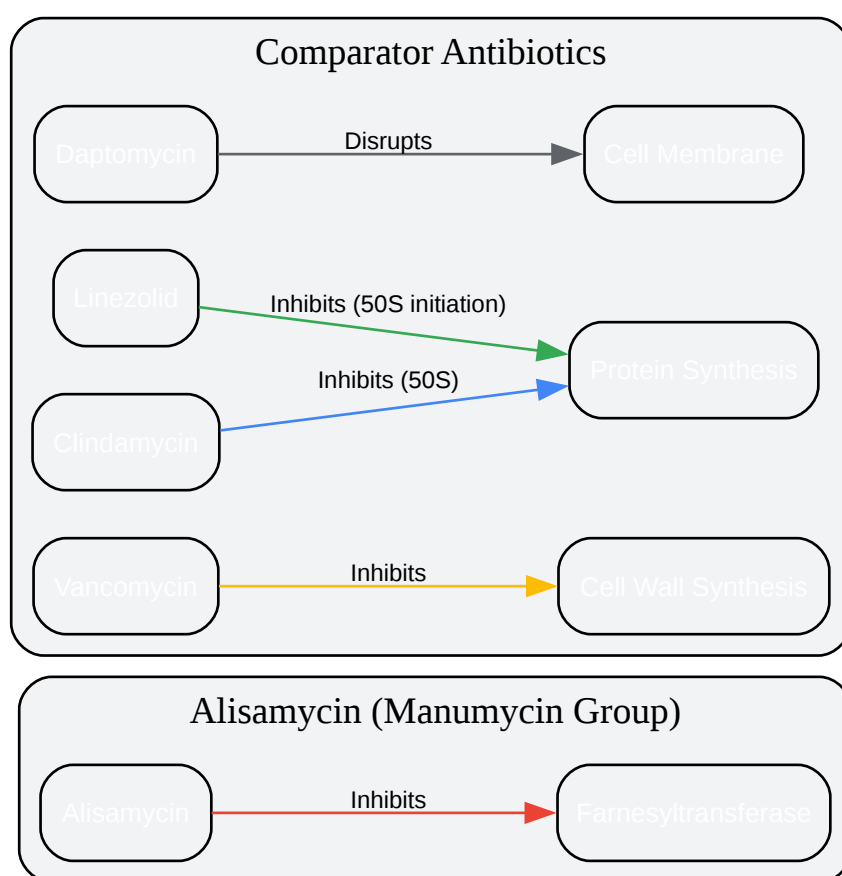 Comparator Antibiotics
Daptomycin
Disrupts
Cell Membrane
Linezolid
Inhibits (50S initiation)
Protein Synthesis
Inhibits (50S)
Clindamycin
Vancomycin
Inhibits
Cell Wall Synthesis
Alisamycin (Manumycin Group)
Alisamycin
Inhibits
Farnesyltransferase